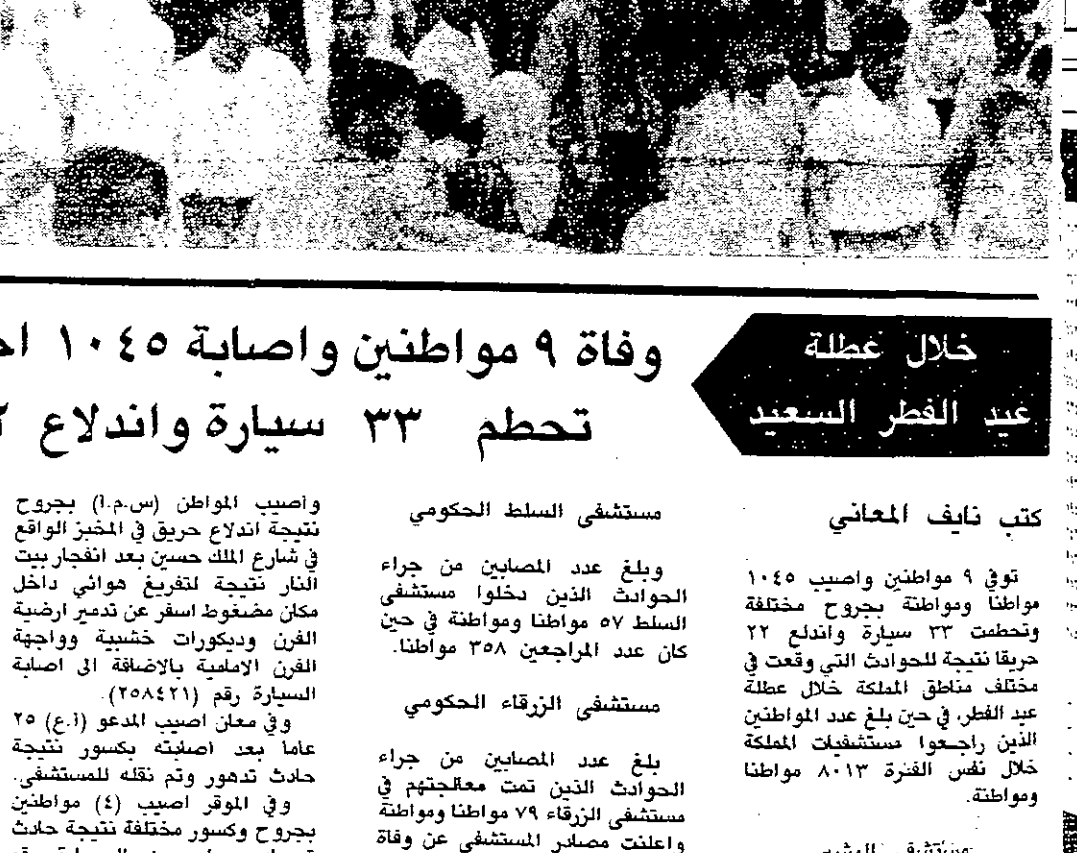 خلال عطلة
عيد الفطر السعيد
وفاة ٩ مواطنين واصابة ١٠٤٥
تحطم ٣٣ سيارة واندلاع
كتب نايف المعاني
توفي ٩ مواطنين واصيب ١٠٤٥
مواطنا ومواطنة بجروح مختلفة
وتحطمت ٣٣ سيارة واندلع ٢٢
حريقا نتيجة للحوادث التي وقعت في
مختلف مناطق المملكة خلال عطلة
عيد الفطر، في حين بلغ عدد المواطنين
الذين راجعوا مستشفيات المملكة
خلال نفس الفترة ٨٠١٣ مواطنا
ومواطنة.
مستشفى السلط الحكومي
وبلغ عدد المصابين من جراء
الحوادث الذين دخلوا مستشفى
السلط ٥٧ مواطنا ومواطنة في حين
كان عدد المراجعين ٣٥٨ مواطنا.
مستشفى الزرقاء الحكومي
بلغ عدد المصابين من جراء
الحوادث الذين تمت معالجتهم في
مستشفى الزرقاء ٧٩ مواطنا ومواطنة
واعلنت مصادر المستشفى عن وفاة
واصيب المواطن (س.م.ا) بجروح
نتيجة اندلاع حريق في المخبز الواقع
في شارع الملك حسين بعد انفجار بيت
النار نتيجة لتفريغ هوائي داخل
مكان مضغوط اسفر عن تدمير ارضية
الفرن وديكورات خشبية وواجهة
الفرن الامامية بالاضافة الى اصابة
السيارة رقم (٢٥٨٤٢١).
وفي معان اصيب المدعو (أ.ع) ٢٥
عاما بعد اصابته بكسور نتيجة
حادث تدهور وتم نقله للمستشفى.
وفي الموقر اصيب (٤) مواطنين
بجروح وكسور مختلفة نتيجة حادث